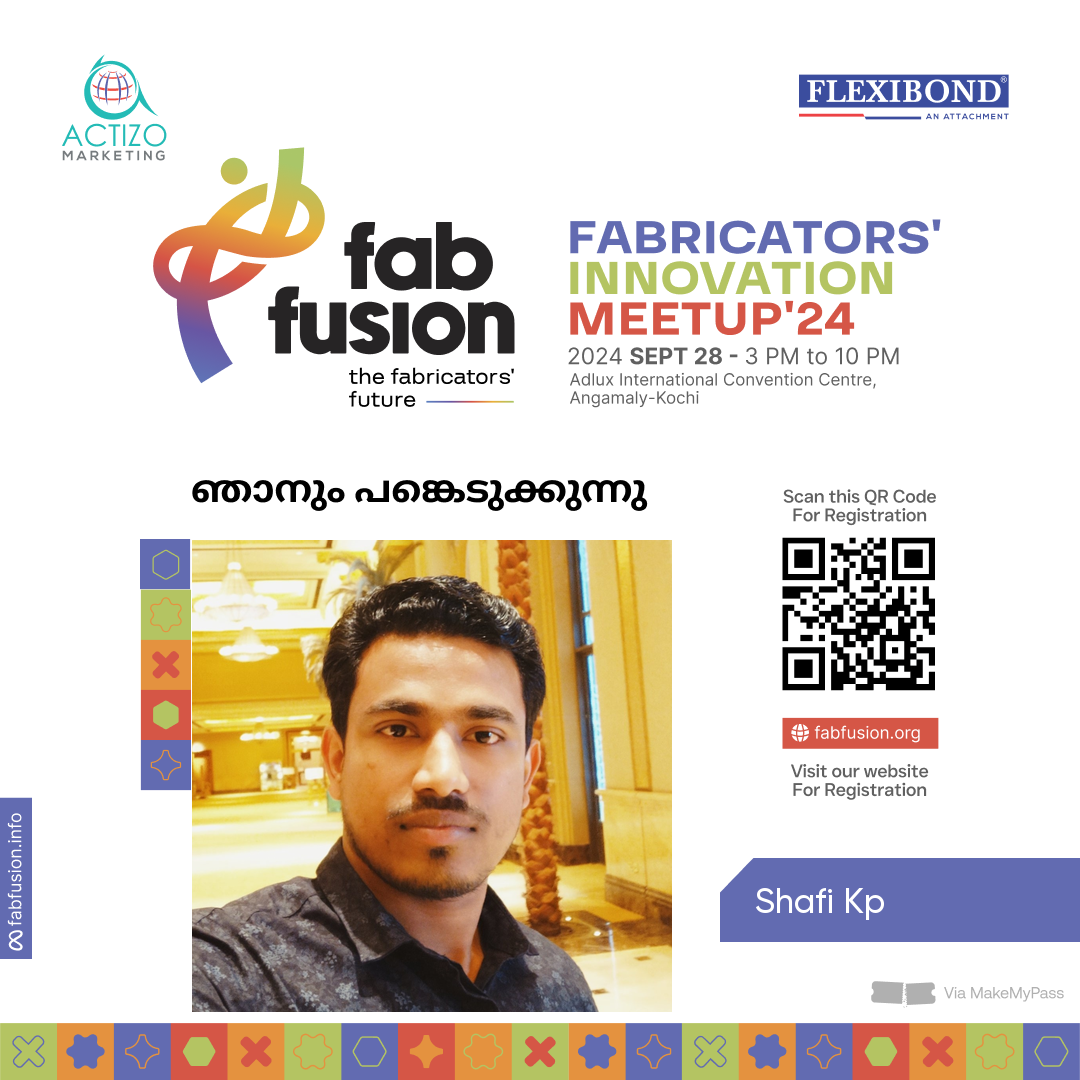 ACTIZO
MARKETING
FLEXIBOND®
AN ATTACHMENT
fab
fusion
the fabricators'
future
FABRICATORS'
INNOVATION
MEETUP'24
2024 SEPT 28 - 3 PM to 10 PM
Adlux International Convention Centre,
Angamaly-Kochi
ഞാനും പങ്കെടുക്കുന്നു
Scan this QR Code
For Registration
fabfusion.org
Visit our website
For Registration
fabfusion.info
Shafi Kp
Via MakeMyPass